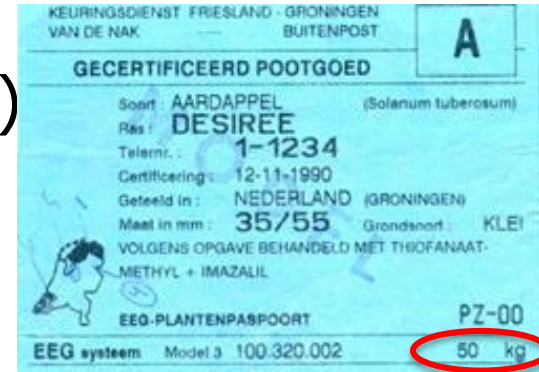 KEURINGSDIENST FRIESLAND - GRONINGEN
VAN DE NAK BUITENPOST
A
GECERTIFICEERD POOTGOED
)
Soort : AARDAPPEL (Solanum tuberosum)
Ras : DESIREE
Telernr. : 1-1234
Certificering : 12-11-1990
Geteeld in : NEDERLAND (GRONINGEN)
Maat in mm : 35/55 Grondsoort : KLEI
VOLGENS OPGAVE BEHANDELD MET THIOFANAAT-
METHYL + IMAZALIL
EEG-PLANTENPASPOORT PZ-00
EEG systeem Model 3 100.320.002 50 kg